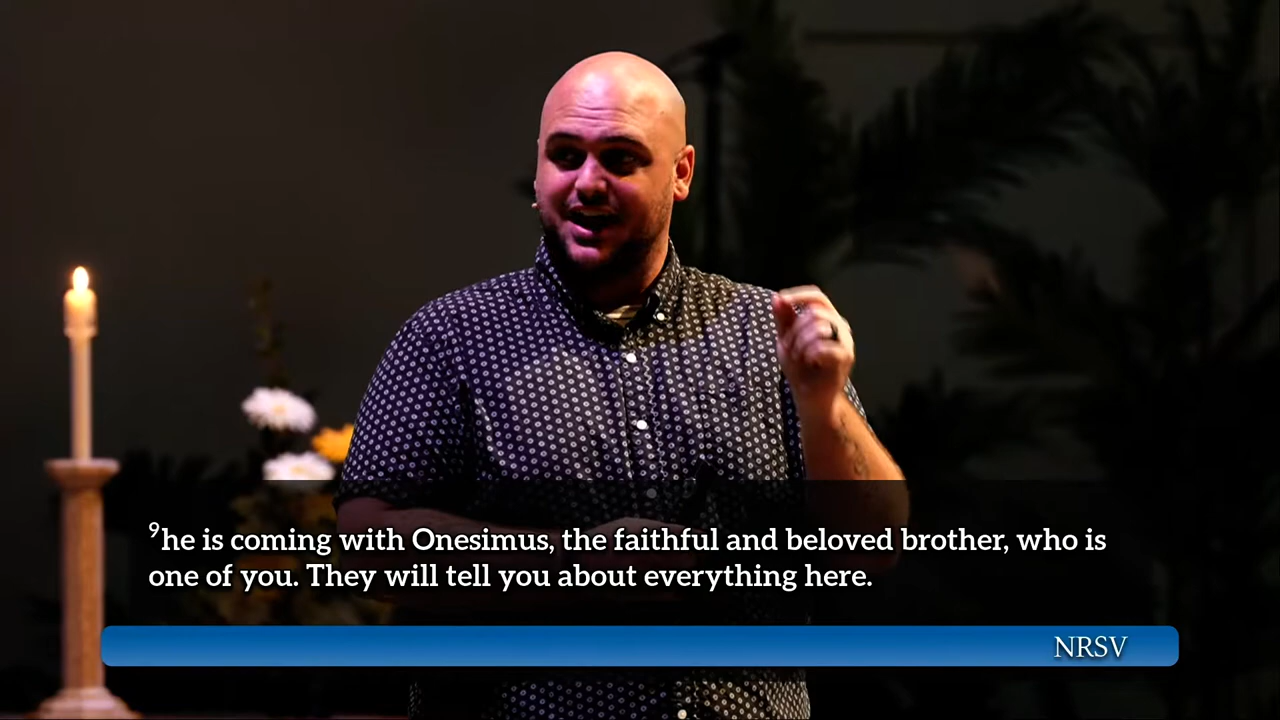 ⁹he is coming with Onesimus, the faithful and beloved brother, who is
one of you. They will tell you about everything here.
NRSV